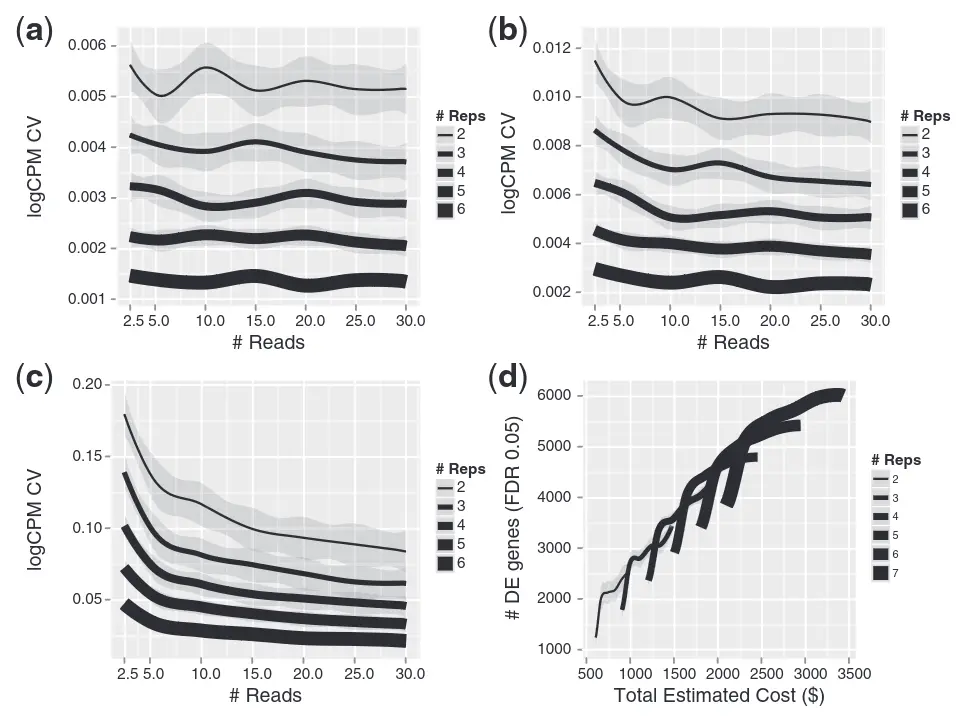 (a)
0.006
0.005
0.004
0.003
0.002
0.001
logCPM CV
2.5 5.0 10.0 15.0 20.0 25.0 30.0
# Reads
# Reps
2
3
4
5
6
(b)
0.012
0.010
0.008
0.006
0.004
0.002
logCPM CV
2.5 5.0 10.0 15.0 20.0 25.0 30.0
# Reads
# Reps
2
3
4
5
6
(c)
0.20
0.15
0.10
0.05
logCPM CV
2.5 5.0 10.0 15.0 20.0 25.0 30.0
# Reads
# Reps
2
3
4
5
6
(d)
6000
5000
4000
3000
2000
1000
# DE genes (FDR 0.05)
500 1000 1500 2000 2500 3000 3500
Total Estimated Cost ($)
# Reps
2
3
4
5
6
7